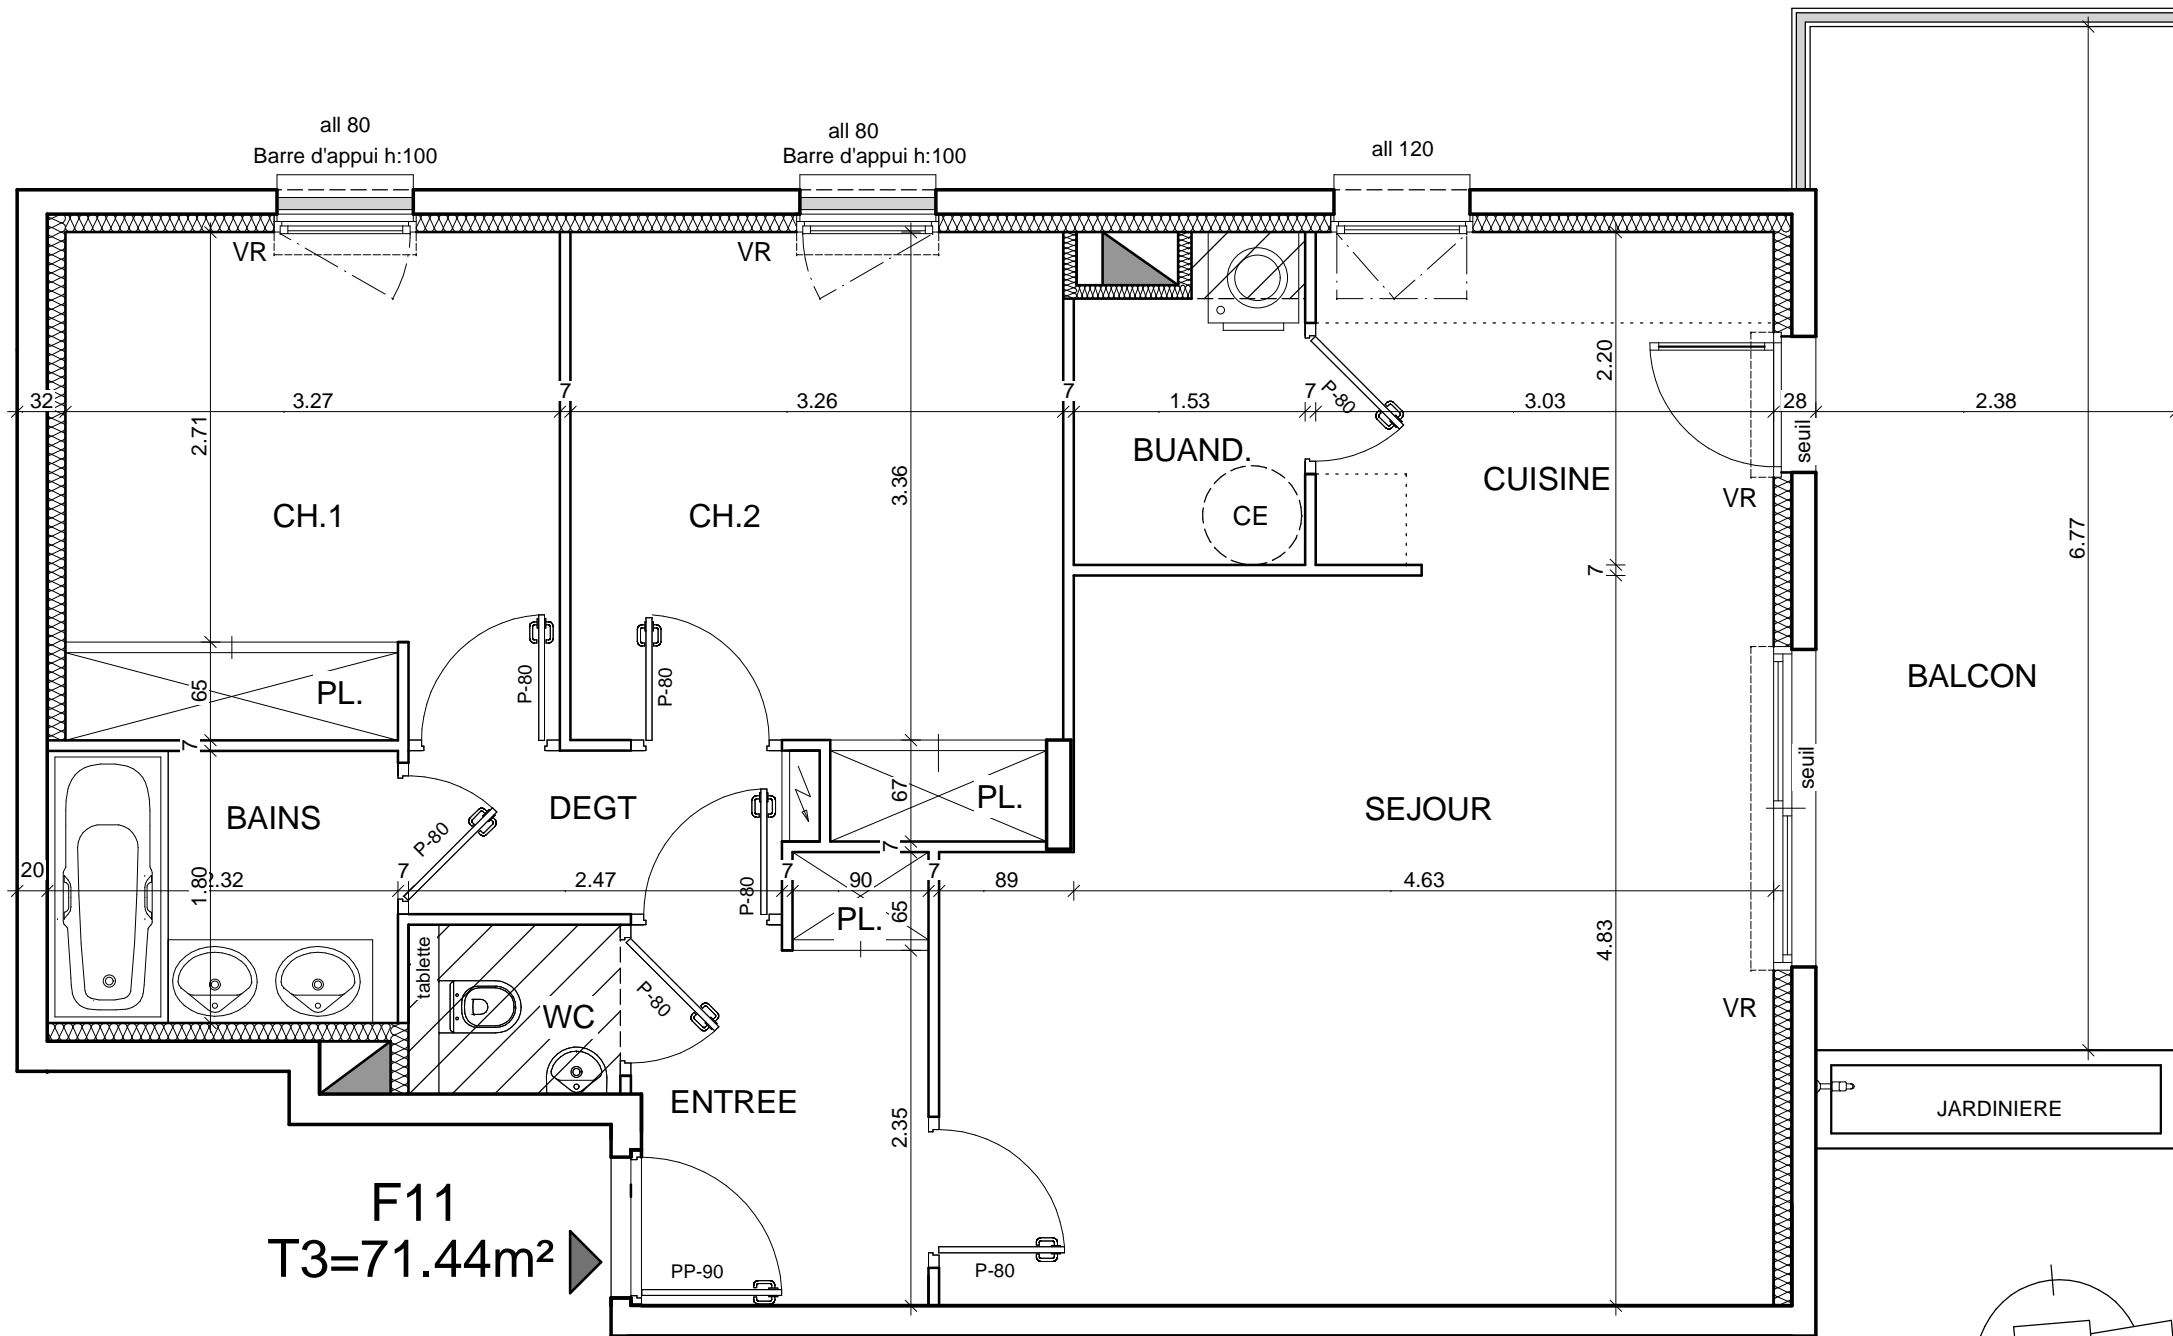 all 80
Barre d'appui h:100
all 80
Barre d'appui h:100
all 120
VR
VR
32
3.27
7
3.26
7
1.53
7
P-80
3.03
28
2.38
2.71
3.36
2.20
seuil
BUAND.
CUISINE
VR
CH.1
CH.2
CE
6.77
7
P-80
P-80
65
PL.
BALCON
7
67
PL.
seuil
BAINS
DEGT
SEJOUR
P-80
7
20
2.32
1.80
7
2.47
P-80
7
90
7
89
4.63
65
PL.
4.83
tablette
WC
P-80
VR
ENTREE
2.35
JARDINIERE
F11
T3=71.44m²
PP-90
P-80